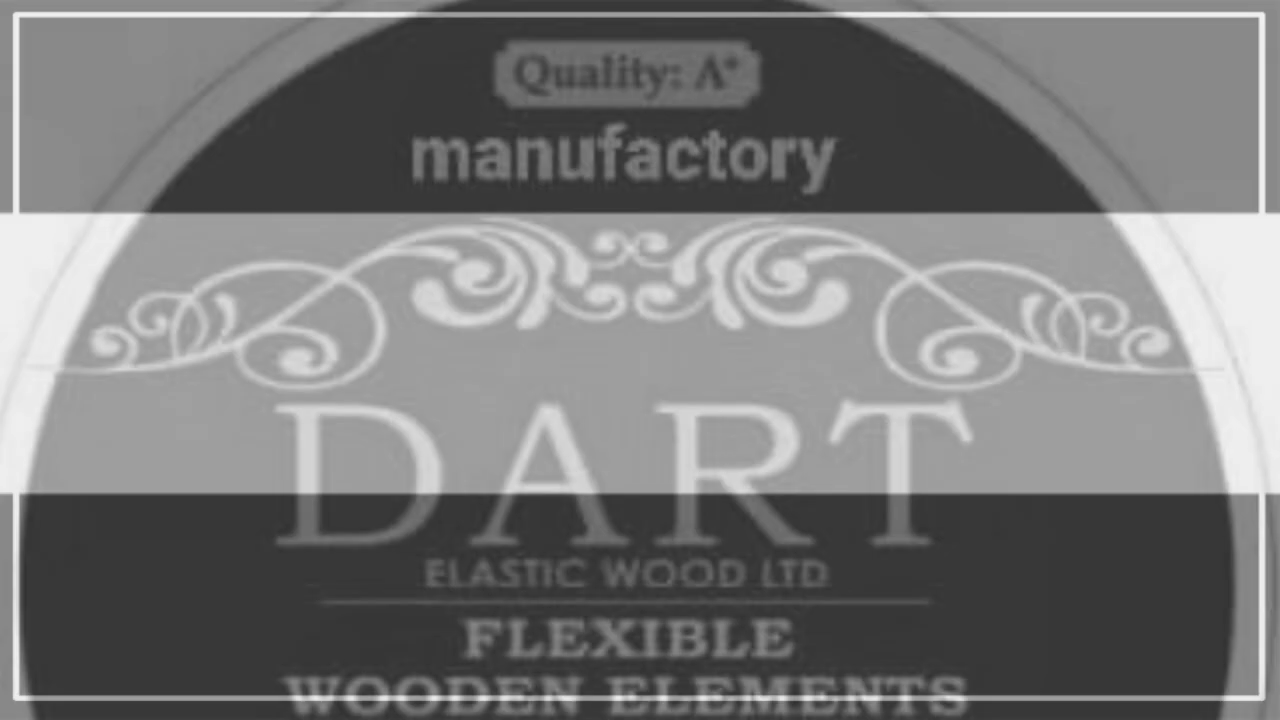 Quality: A+
manufactory
DART
ELASTIC WOOD LTD
FLEXIBLE
WOODEN ELEMENTS